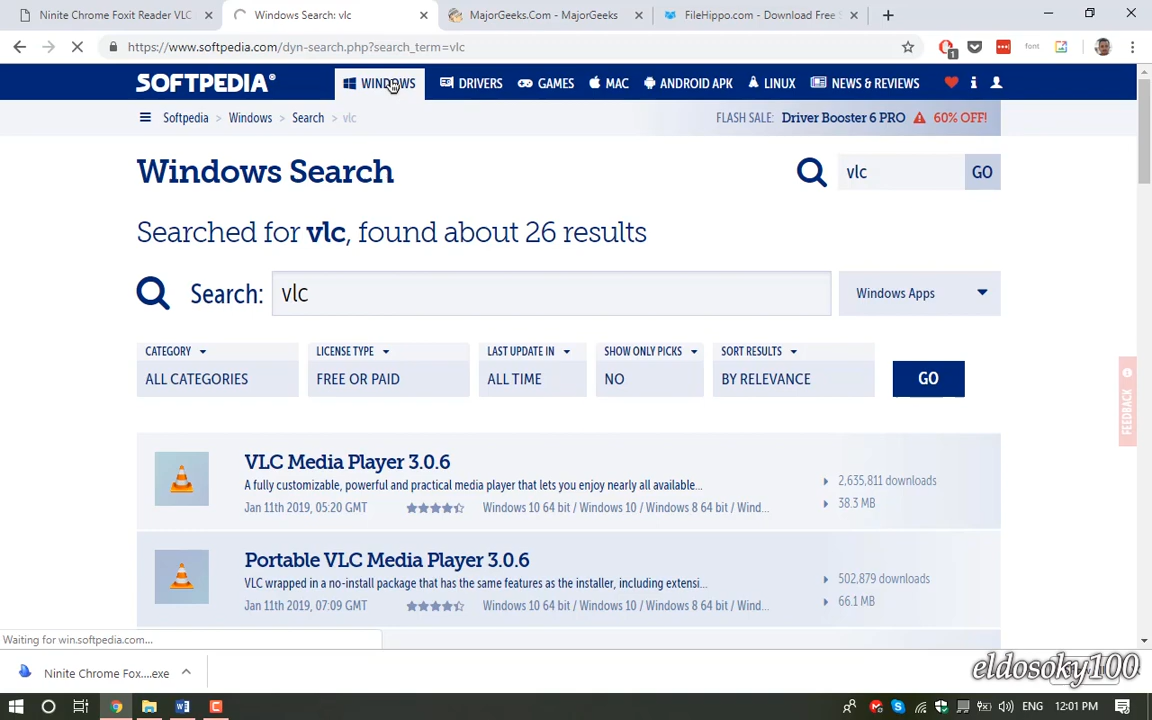 Ninite Chrome Foxit Reader VLC
Windows Search: vlc
MajorGeeks.Com - MajorGeeks
FileHippo.com - Download Free S
https://www.softpedia.com/dyn-search.php?search_term=vlc
1
font
SOFTPEDIA®
WINDOWS
DRIVERS
GAMES
MAC
ANDROID APK
LINUX
NEWS & REVIEWS
Softpedia > Windows > Search > vlc
FLASH SALE: Driver Booster 6 PRO 60% OFF!
Windows Search
vlc
GO
Searched for vlc, found about 26 results
Search:
vlc
Windows Apps
CATEGORY
LICENSE TYPE
LAST UPDATE IN
SHOW ONLY PICKS
SORT RESULTS
ALL CATEGORIES
FREE OR PAID
ALL TIME
NO
BY RELEVANCE
GO
FEEDBACK
VLC Media Player 3.0.6
A fully customizable, powerful and practical media player that lets you enjoy nearly all available...
2,635,811 downloads
Jan 11th 2019, 05:20 GMT
Windows 10 64 bit / Windows 10 / Windows 8 64 bit / Wind...
38.3 MB
Portable VLC Media Player 3.0.6
VLC wrapped in a no-install package that has the same features as the installer, including extensi...
502,879 downloads
Jan 11th 2019, 07:09 GMT
Windows 10 64 bit / Windows 10 / Windows 8 64 bit / Wind...
66.1 MB
Waiting for win.softpedia.com...
Ninite Chrome Fox....exe
eldosoky100
ENG
12:01 PM